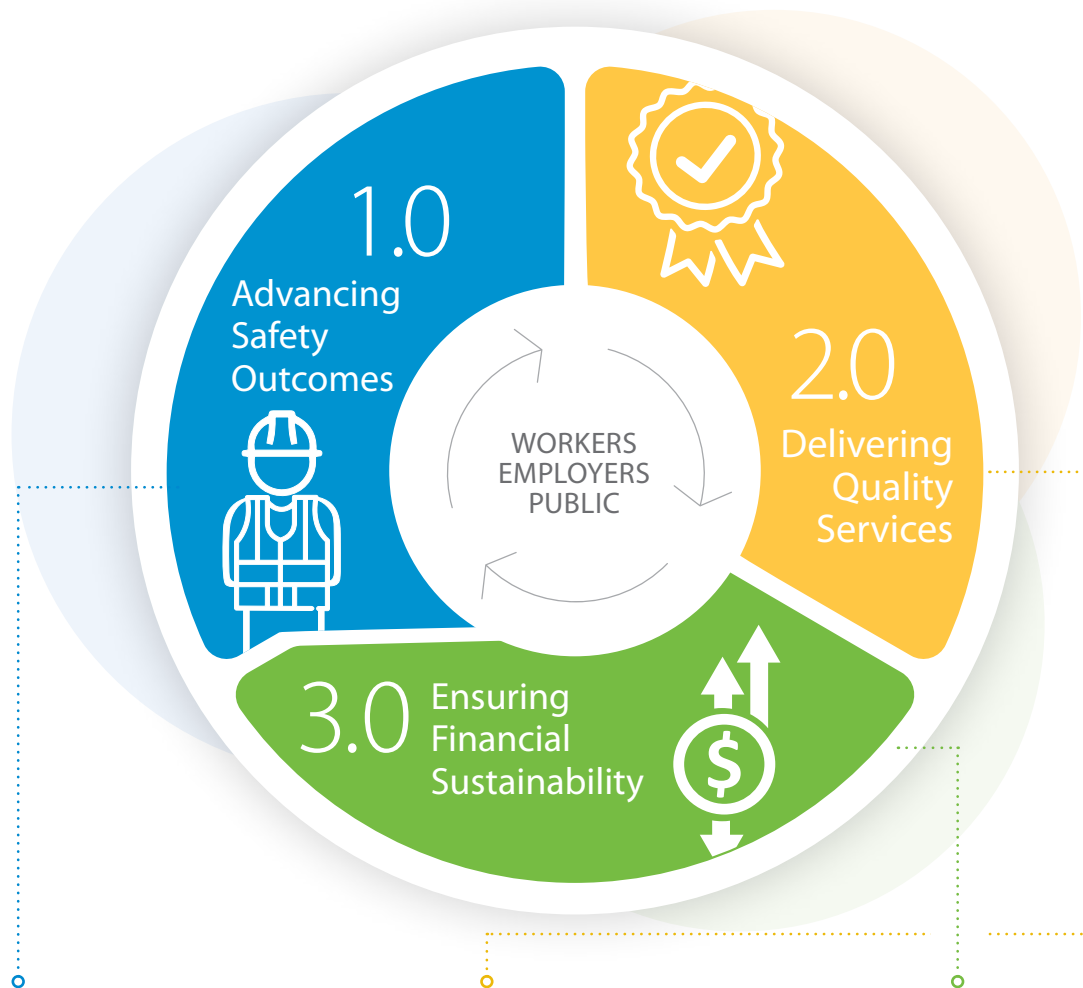 1.0
Advancing
Safety
Outcomes
2.0
Delivering
Quality
Services
WORKERS
EMPLOYERS
PUBLIC
3.0
Ensuring
Financial
Sustainability
$